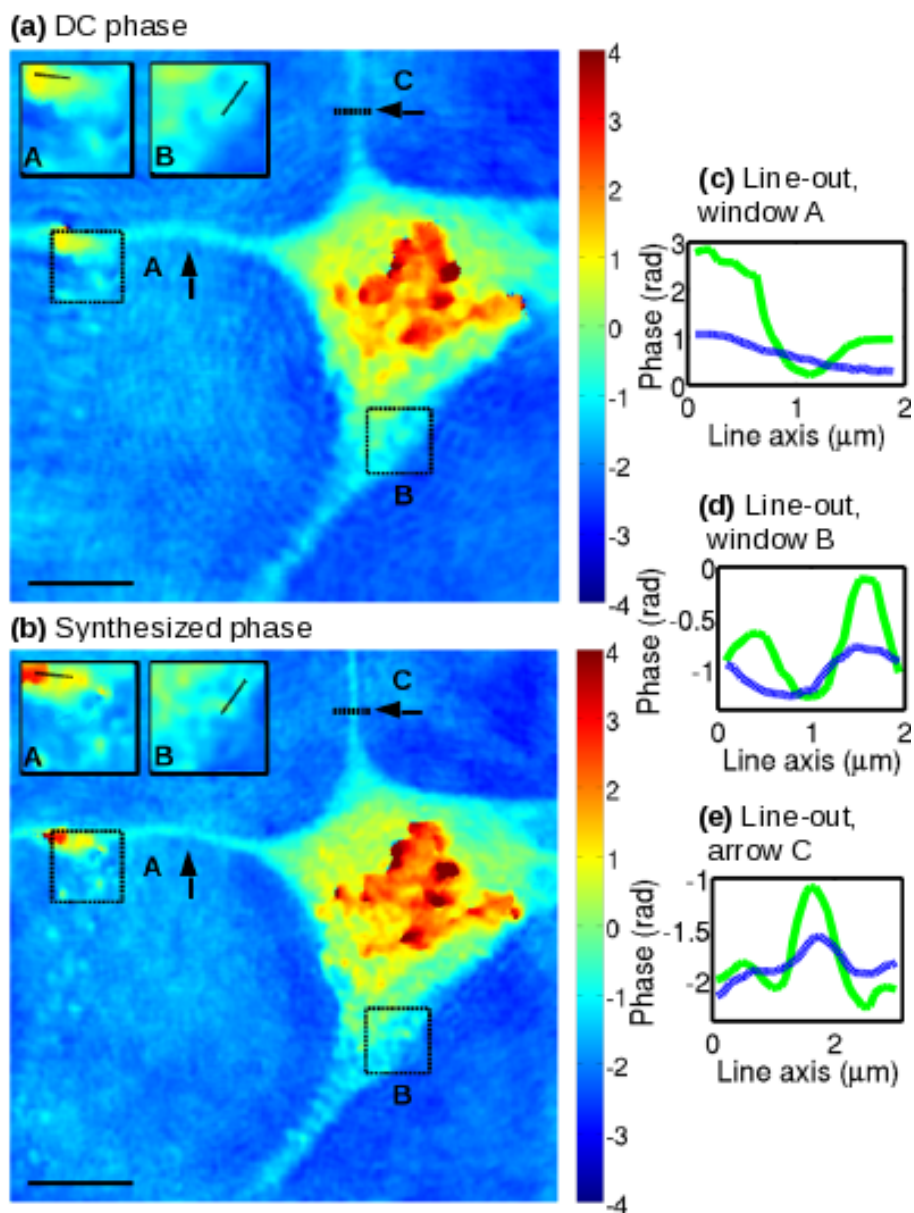 (a) DC phase
A
B
C
A
B
4
3
2
1
0
-1
-2
-3
-4
(b) Synthesized phase
A
B
C
A
B
4
3
2
1
0
-1
-2
-3
-4
(c) Line-out,
window A
Phase (rad)
3
2
1
0
0
1
2
Line axis (μm)
(d) Line-out,
window B
Phase (rad)
0
-0.5
-1
0
1
2
Line axis (μm)
(e) Line-out,
arrow C
Phase (rad)
-1
-1.5
-2
0
2
Line axis (μm)